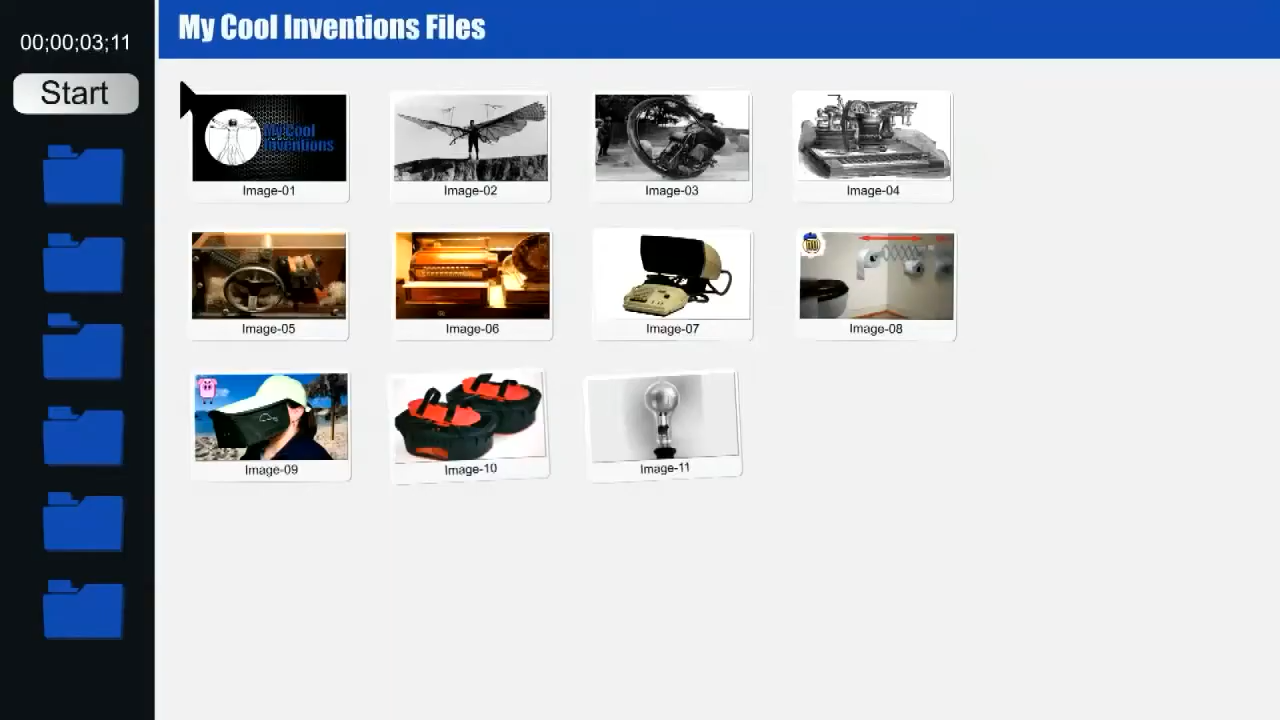 My Cool Inventions Files
00;00;03;11
Start
My Cool
Inventions
Image-01
Image-02
Image-03
Image-04
Image-05
Image-06
Image-07
Image-08
Image-09
Image-10
Image-11